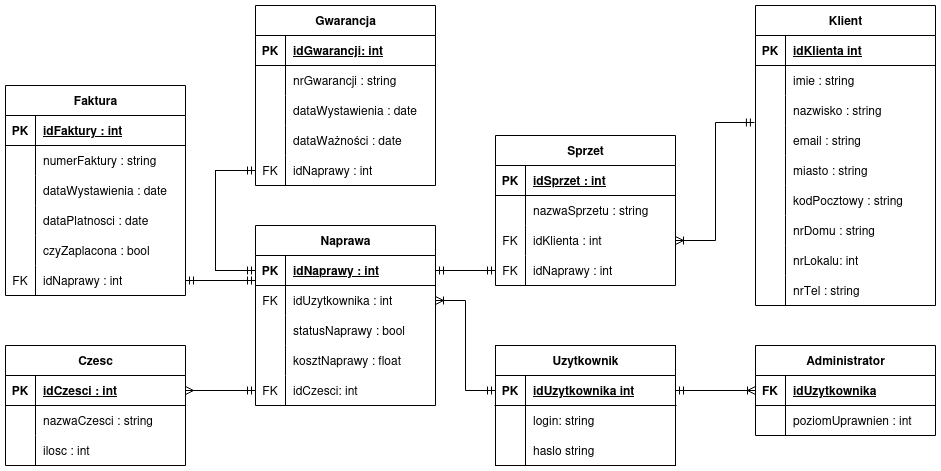 Gwarancja
PK idGwarancji: int
nrGwarancji : string
dataWystawienia : date
dataWażności : date
FK idNaprawy : int
Klient
PK idKlienta int
imie : string
nazwisko : string
email : string
miasto : string
kodPocztowy : string
nrDomu : string
nrLokalu: int
nrTel : string
Faktura
PK idFaktury : int
numerFaktury : string
dataWystawienia : date
dataPlatnosci : date
czyZaplacona : bool
FK idNaprawy : int
Sprzet
PK idSprzet : int
nazwaSprzetu : string
FK idKlienta : int
FK idNaprawy : int
Naprawa
PK idNaprawy : int
FK idUzytkownika : int
statusNaprawy : bool
kosztNaprawy : float
FK idCzesci: int
Czesc
PK idCzesci : int
nazwaCzesci : string
ilosc : int
Uzytkownik
PK idUzytkownika int
login: string
haslo string
Administrator
FK idUzytkownika
poziomUprawnien : int